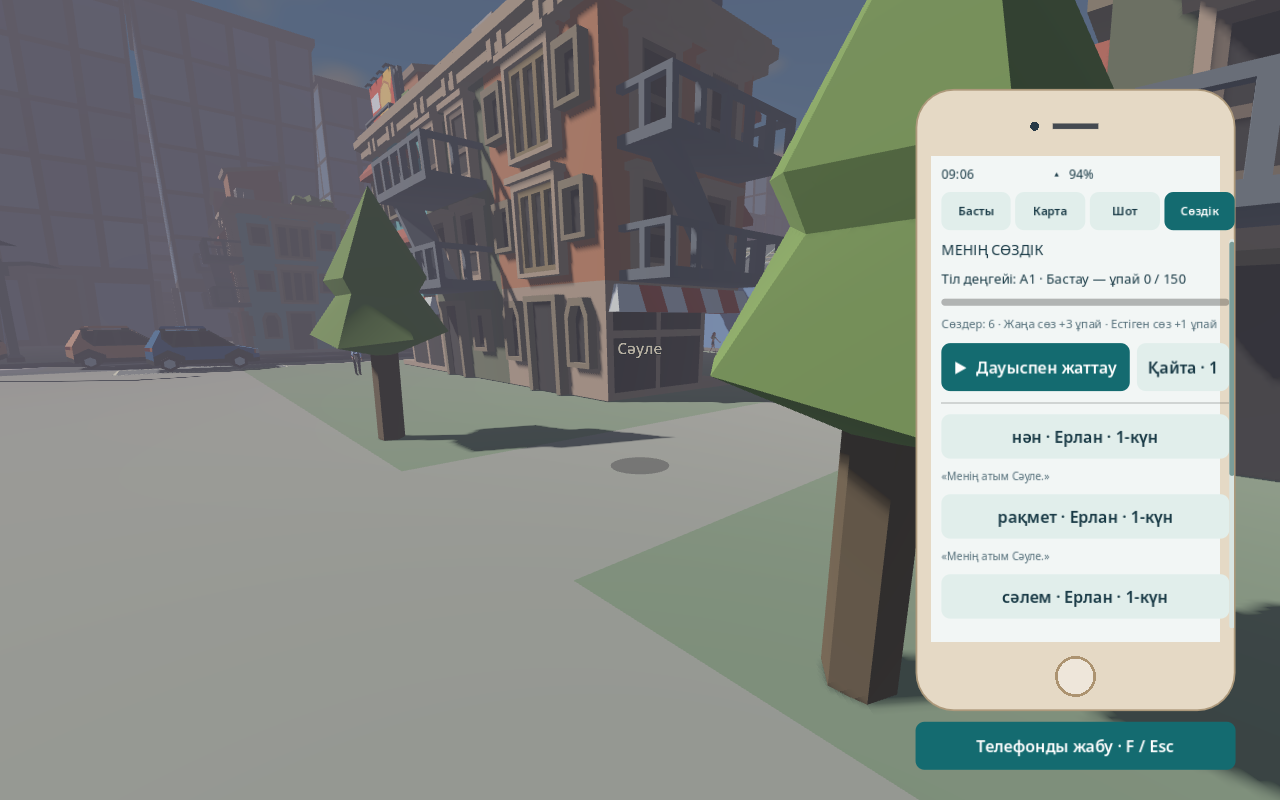 Сәуле
09:06 94%
Басты Карта Шот Сөздік
МЕНІҢ СӨЗДІК
Тіл деңгейі: A1 · Бастау — ұпай 0 / 150
Сөздер: 6 · Жаңа сөз +3 ұпай · Естіген сөз +1 ұпай
Дауыспен жаттау Қайта · 1
нән · Ерлан · 1-күн
«Менің атым Сәуле.»
рақмет · Ерлан · 1-күн
«Менің атым Сәуле.»
сәлем · Ерлан · 1-күн
Телефонды жабу · F / Esc